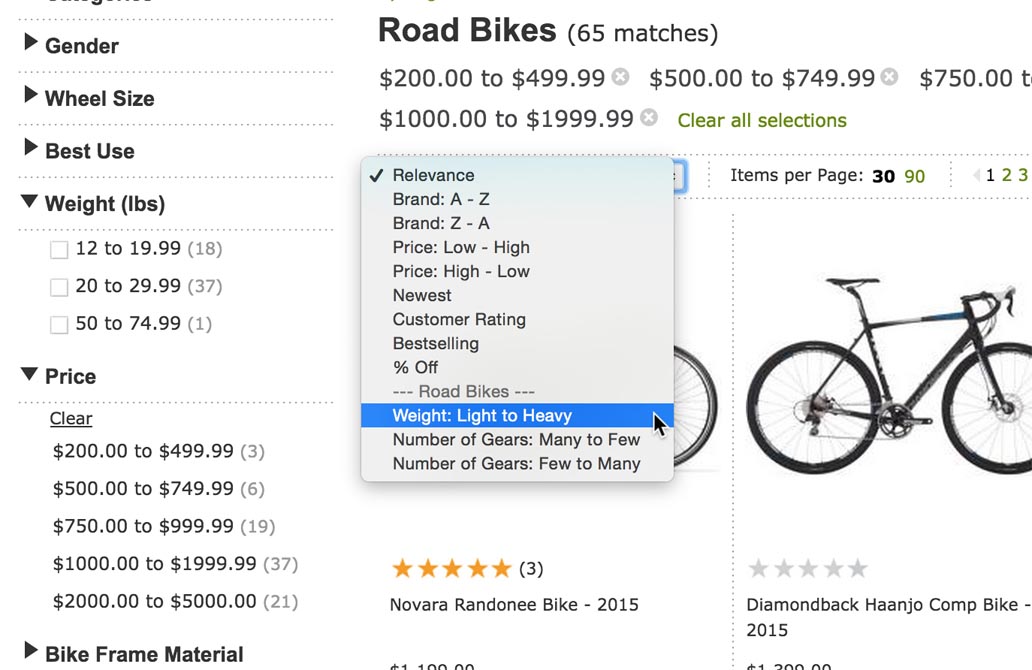 Gender
Wheel Size
Best Use
Weight (lbs)
12 to 19.99 (18)
20 to 29.99 (37)
50 to 74.99 (1)
Price
Clear
$200.00 to $499.99 (3)
$500.00 to $749.99 (6)
$750.00 to $999.99 (19)
$1000.00 to $1999.99 (37)
$2000.00 to $5000.00 (21)
Bike Frame Material
Road Bikes (65 matches)
$200.00 to $499.99 $500.00 to $749.99 $750.00 t
$1000.00 to $1999.99 Clear all selections
Items per Page: 30 90 1 2 3
✓ Relevance
Brand: A - Z
Brand: Z - A
Price: Low - High
Price: High - Low
Newest
Customer Rating
Bestselling
% Off
--- Road Bikes ---
Weight: Light to Heavy
Number of Gears: Many to Few
Number of Gears: Few to Many
(3)
Novara Randonee Bike - 2015
$1,199.00
Diamondback Haanjo Comp Bike -
2015
$1,399.00